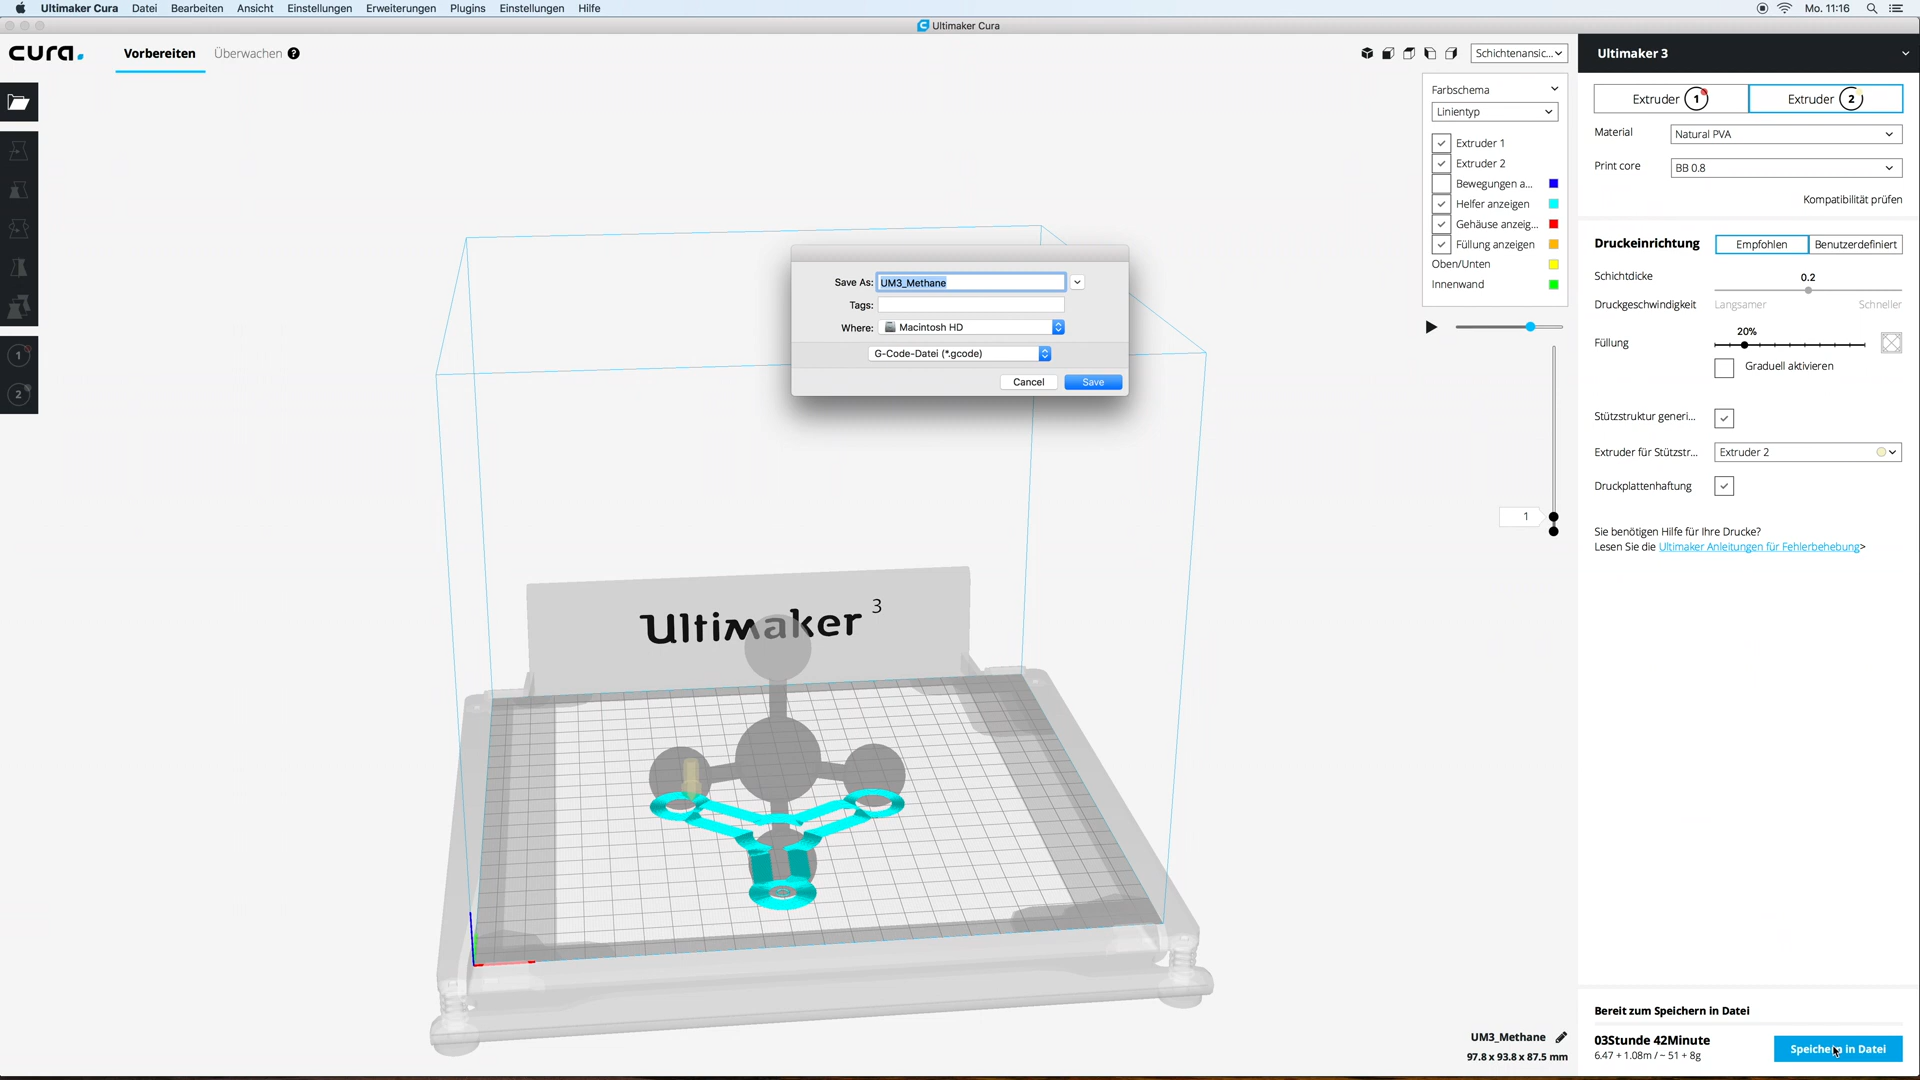 Ultimaker Cura Datei Bearbeiten Ansicht Einstellungen Erweiterungen Plugins Einstellungen Hilfe Mo. 11:16
Ultimaker Cura
cura. Vorbereiten Überwachen ? Schichtenansic...
Ultimaker 3
Extruder 1 Extruder 2
Material Natural PVA
Print core BB 0.8
Kompatibilität prüfen
Farbschema
Linientyp
Extruder 1
Extruder 2
Bewegungen a...
Helfer anzeigen
Gehäuse anzeig...
Füllung anzeigen
Oben/Unten
Innenwand
Druckeinrichtung Empfohlen Benutzerdefiniert
Schichtdicke 0.2
Druckgeschwindigkeit Langsamer Schneller
20%
Füllung
Graduell aktivieren
Stützstruktur generi...
Extruder für Stützstr... Extruder 2
Druckplattenhaftung
Sie benötigen Hilfe für Ihre Drucke?
Lesen Sie die Ultimaker Anleitungen für Fehlerbehebung>
Save As: UM3_Methane
Tags:
Where: Macintosh HD
G-Code-Datei (*.gcode)
Cancel Save
1
2
1
Ultimaker 3
UM3_Methane
97.8 x 93.8 x 87.5 mm
Bereit zum Speichern in Datei
03Stunde 42Minute
6.47 + 1.08m / ~ 51 + 8g
Speichern in Datei